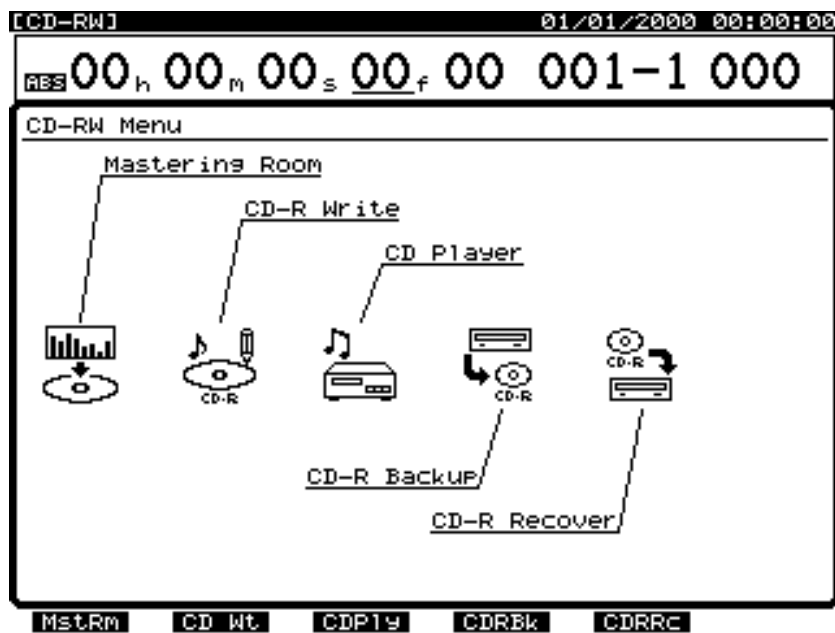 [CD-RW] 01/01/2000 00:00:00
ABS 00h 00m 00s 00f 00 001-1 000
CD-RW Menu
Mastering Room
CD-R Write
CD Player
CD-R
CD-R
CD-R
CD-R Backup
CD-R Recover
MstRm CD Wt CDPly CDRBk CDRRc